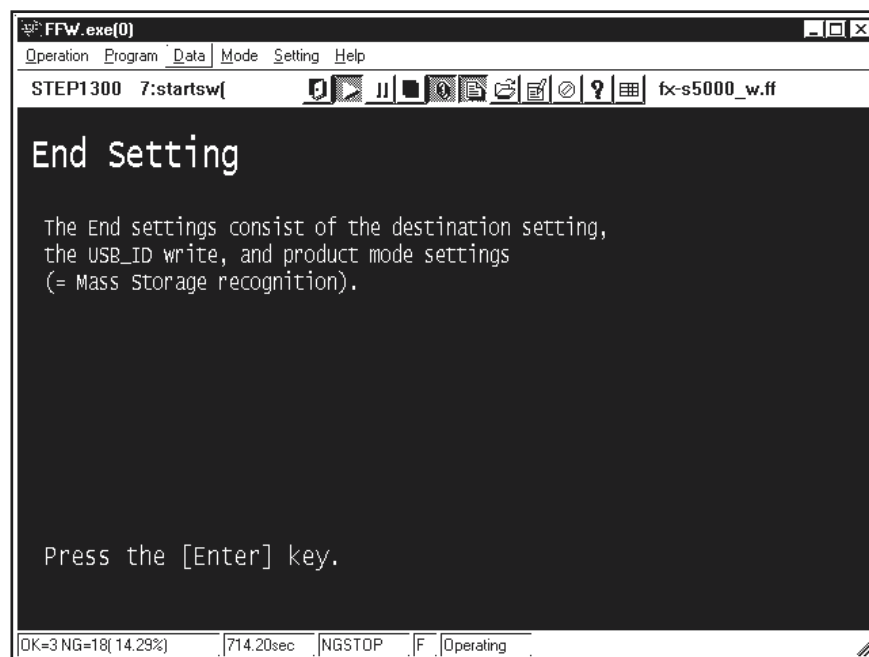 FFW.exe(0)
Operation Program Data Mode Setting Help
STEP1300 7:startsw( fx-s5000_w.ff
End Setting
The End settings consist of the destination setting,
the USB_ID write, and product mode settings
(= Mass Storage recognition).
Press the [Enter] key.
OK=3 NG=18( 14.29%) 714.20sec NGSTOP F Operating